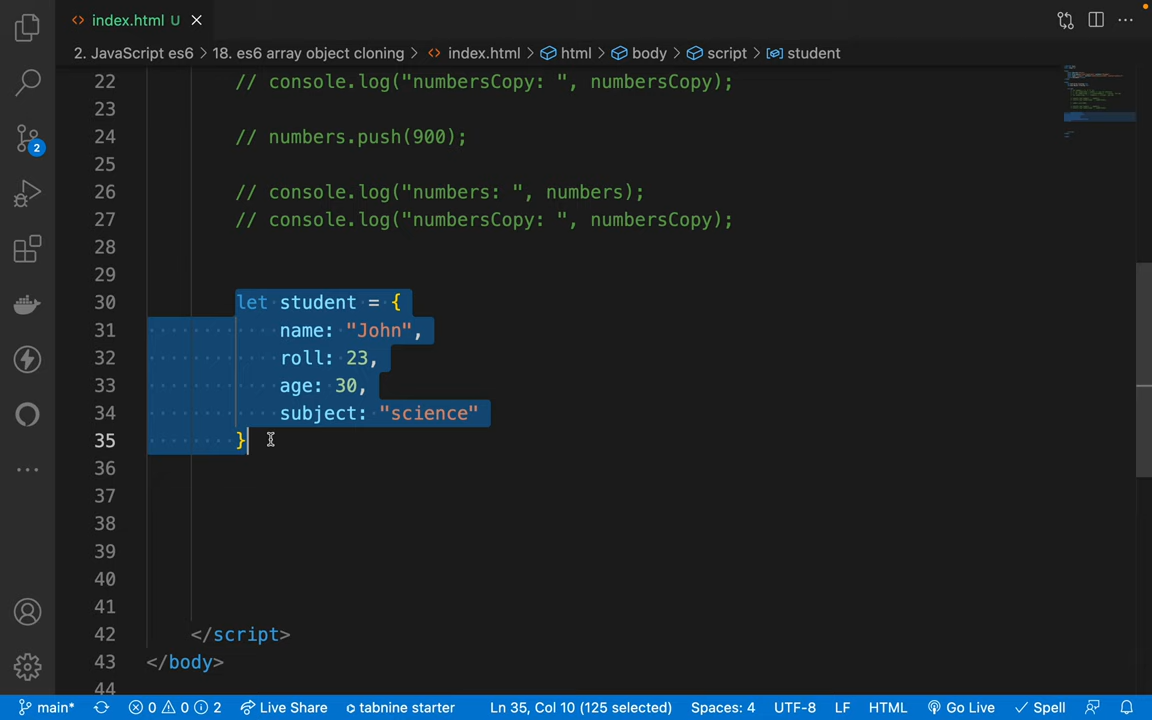 index.html U
2. JavaScript es6 > 18. es6 array object cloning > index.html > html > body > script > student
22 // console.log("numbersCopy: ", numbersCopy);
23
24 // numbers.push(900);
25
26 // console.log("numbers: ", numbers);
27 // console.log("numbersCopy: ", numbersCopy);
28
29
30 let student = {
31 name: "John",
32 roll: 23,
33 age: 30,
34 subject: "science"
35 }
36
37
38
39
40
41
42 </script>
43 </body>
44
2
main* 0 0 2 Live Share tabnine starter Ln 35, Col 10 (125 selected) Spaces: 4 UTF-8 LF HTML Go Live Spell